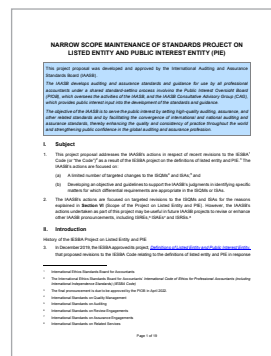 NARROW SCOPE MAINTENANCE OF STANDARDS PROJECT ON
LISTED ENTITY AND PUBLIC INTEREST ENTITY (PIE)
This project proposal was developed and approved by the International Auditing and Assurance
Standards Board (IAASB).
The IAASB develops auditing and assurance standards and guidance for use by all professional
accountants under a shared standard-setting process involving the Public Interest Oversight Board
(PIOB), which oversees the activities of the IAASB, and the IAASB Consultative Advisory Group (CAG),
which provides public interest input into the development of the standards and guidance.
The objective of the IAASB is to serve the public interest by setting high-quality auditing, assurance, and
other related standards and by facilitating the convergence of international and national auditing and
assurance standards, thereby enhancing the quality and consistency of practice throughout the world
and strengthening public confidence in the global auditing and assurance profession.
I. Subject
1. This project proposal addresses the IAASB's actions in respect of recent revisions to the IESBA¹
Code (or "the Code")² as a result of the IESBA project on the definitions of listed entity and PIE.³ The
IAASB's actions are focused on:
(a) A limited number of targeted changes to the ISQMs⁴ and ISAs;⁵ and
(b) Developing an objective and guidelines to support the IAASB's judgments in identifying specific
matters for which differential requirements are appropriate in the ISQMs or ISAs.
2. The IAASB's actions are focused on targeted revisions to the ISQMs and ISAs for the reasons
explained in Section VI (Scope of the Project on Listed Entity and PIE). However, the IAASB's
actions undertaken as part of this project may be useful in future IAASB projects to revise or enhance
other IAASB pronouncements, including ISREs,⁶ ISAEs⁷ and ISRSs.⁸
II. Introduction
History of the IESBA Project on Listed Entity and PIE
3. In December 2019, the IESBA approved its project, Definitions of Listed Entity and Public Interest Entity,
that proposed revisions to the IESBA Code relating to the definitions of listed entity and PIE in response
¹ International Ethics Standards Board for Accountants
² The International Ethics Standards Board for Accountants' International Code of Ethics for Professional Accountants (including
International Independence Standards) (IESBA Code)
³ The final pronouncement is due to be approved by the PIOB in April 2022.
⁴ International Standards on Quality Management
⁵ International Standards on Auditing
⁶ International Standards on Review Engagements
⁷ International Standards on Assurance Engagements
⁸ International Standards on Related Services
Page 1 of 18